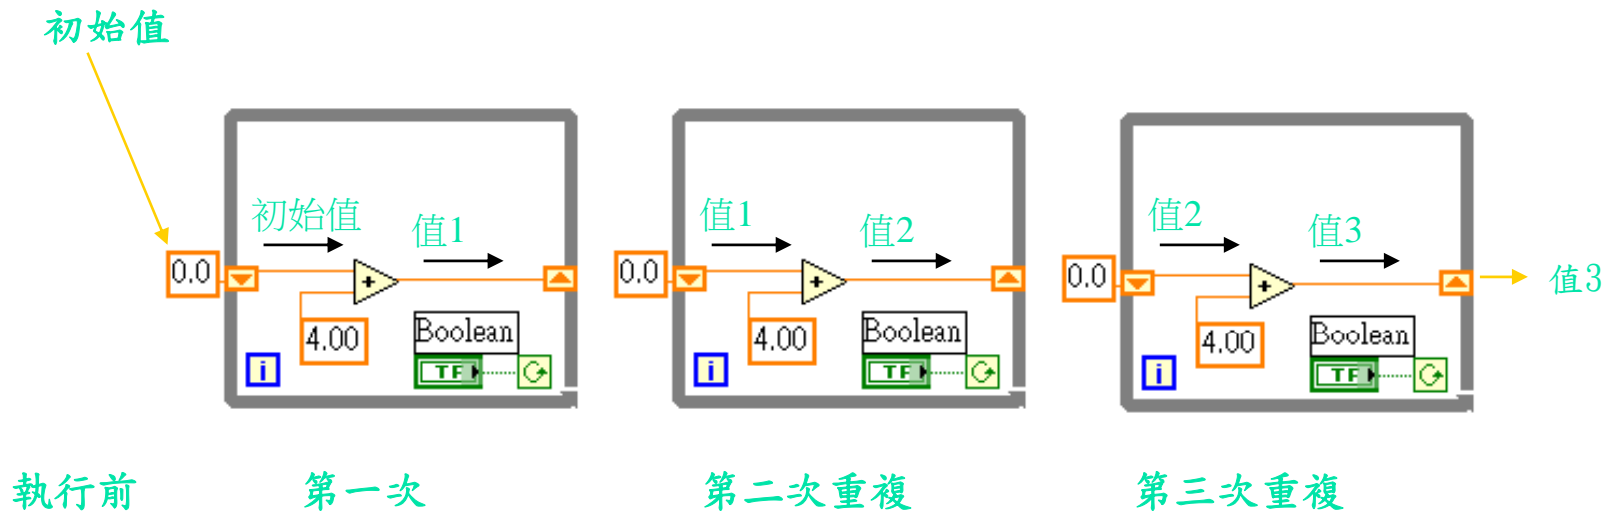 初始值
初始值
值1
0.0
4.00
Boolean
i
TF
值1
值2
0.0
4.00
Boolean
i
TF
值2
值3
0.0
4.00
Boolean
i
TF
值3
執行前
第一次
第二次重複
第三次重複